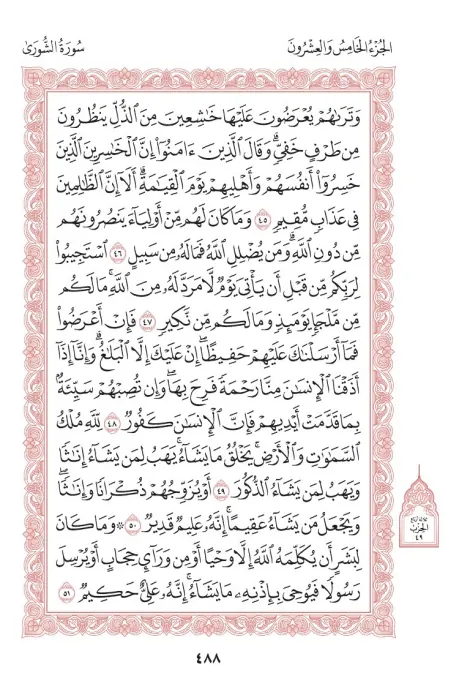 الجُزْءُ الخَامِسُ وَالعِشْرُونَ
سُورَةُ الشُّورَىٰ
وَتَرَىٰهُمْ يُعْرَضُونَ عَلَيْهَا خَٰشِعِينَ مِنَ ٱلذُّلِّ يَنظُرُونَ
مِن طَرْفٍ خَفِيٍّۗ وَقَالَ ٱلَّذِينَ ءَامَنُوٓا۟ إِنَّ ٱلْخَٰسِرِينَ ٱلَّذِينَ
خَسِرُوٓا۟ أَنفُسَهُمْ وَأَهْلِيهِمْ يَوْمَ ٱلْقِيَٰمَةِۗ أَلَآ إِنَّ ٱلظَّٰلِمِينَ
فِى عَذَابٍ مُّقِيمٍ ٤٥ وَمَا كَانَ لَهُم مِّنْ أَوْلِيَآءَ يَنصُرُونَهُم
مِّن دُونِ ٱللَّهِۗ وَمَن يُضْلِلِ ٱللَّهُ فَمَا لَهُۥ مِن سَبِيلٍ ٤٦ ٱسْتَجِيبُوا۟
لِرَبِّكُم مِّن قَبْلِ أَن يَأْتِىَ يَوْمٌ لَّا مَرَدَّ لَهُۥ مِنَ ٱللَّهِۚ مَا لَكُم
مِّن مَّلْجَإٍ يَوْمَئِذٍ وَمَا لَكُم مِّن نَّكِيرٍ ٤٧ فَإِنْ أَعْرَضُوا۟
فَمَآ أَرْسَلْنَٰكَ عَلَيْهِمْ حَفِيظًاۖ إِنْ عَلَيْكَ إِلَّا ٱلْبَلَٰغُۗ وَإِنَّآ إِذَآ
أَذَقْنَا ٱلْإِنسَٰنَ مِنَّا رَحْمَةً فَرِحَ بِهَاۖ وَإِن تُصِبْهُمْ سَيِّئَةٌۢ
بِمَا قَدَّمَتْ أَيْدِيهِمْ فَإِنَّ ٱلْإِنسَٰنَ كَفُورٌ ٤٨ لِّلَّهِ مُلْكُ
ٱلسَّمَٰوَٰتِ وَٱلْأَرْضِۚ يَخْلُقُ مَا يَشَآءُۚ يَهَبُ لِمَن يَشَآءُ إِنَٰثًا
وَيَهَبُ لِمَن يَشَآءُ ٱلذُّكُورَ ٤٩ أَوْ يُزَوِّجُهُمْ ذُكْرَانًا وَإِنَٰثًاۖ
وَيَجْعَلُ مَن يَشَآءُ عَقِيمًاۚ إِنَّهُۥ عَلِيمٌ قَدِيرٌ ٥٠ ۞ وَمَا كَانَ
لِبَشَرٍ أَن يُكَلِّمَهُ ٱللَّهُ إِلَّا وَحْيًا أَوْ مِن وَرَآئِ حِجَابٍ أَوْ يُرْسِلَ
رَسُولًا فَيُوحِىَ بِإِذْنِهِۦ مَا يَشَآءُۚ إِنَّهُۥ عَلِىٌّ حَكِيمٌ ٥١
ثلاثة أرباع
الحزب
٤٩
٤٨٨